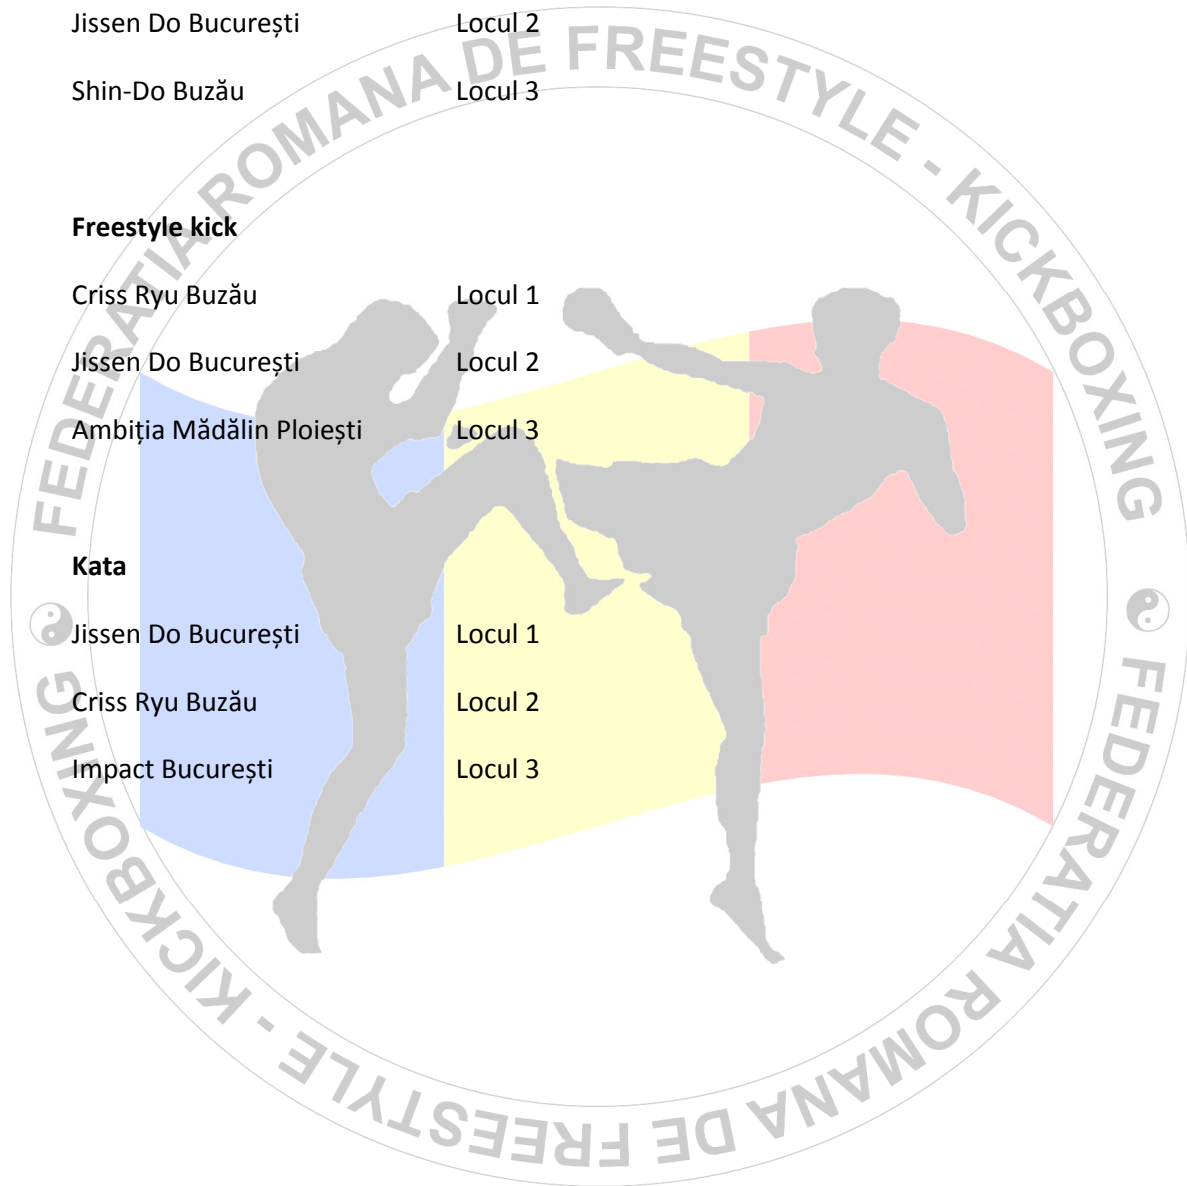 Jissen Do București Locul 2
Shin-Do Buzău Locul 3
Freestyle kick
Criss Ryu Buzău Locul 1
Jissen Do București Locul 2
Ambiția Mădălin Ploiești Locul 3
Kata
Jissen Do București Locul 1
Criss Ryu Buzău Locul 2
Impact București Locul 3
FEDERATIA ROMANA DE FREESTYLE - KICKBOXING
FEDERATIA ROMANA DE FREESTYLE - KICKBOXING